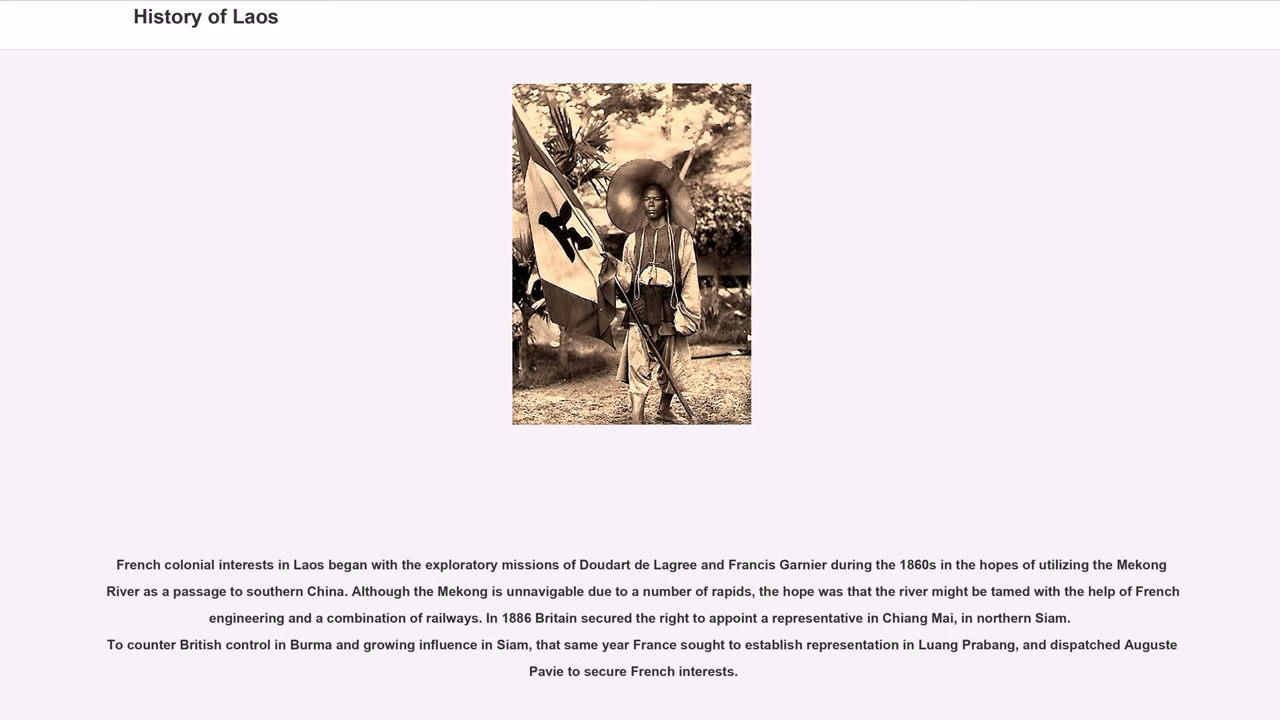 History of Laos
French colonial interests in Laos began with the exploratory missions of Doudart de Lagree and Francis Garnier during the 1860s in the hopes of utilizing the Mekong
River as a passage to southern China. Although the Mekong is unnavigable due to a number of rapids, the hope was that the river might be tamed with the help of French
engineering and a combination of railways. In 1886 Britain secured the right to appoint a representative in Chiang Mai, in northern Siam.
To counter British control in Burma and growing influence in Siam, that same year France sought to establish representation in Luang Prabang, and dispatched Auguste
Pavie to secure French interests.